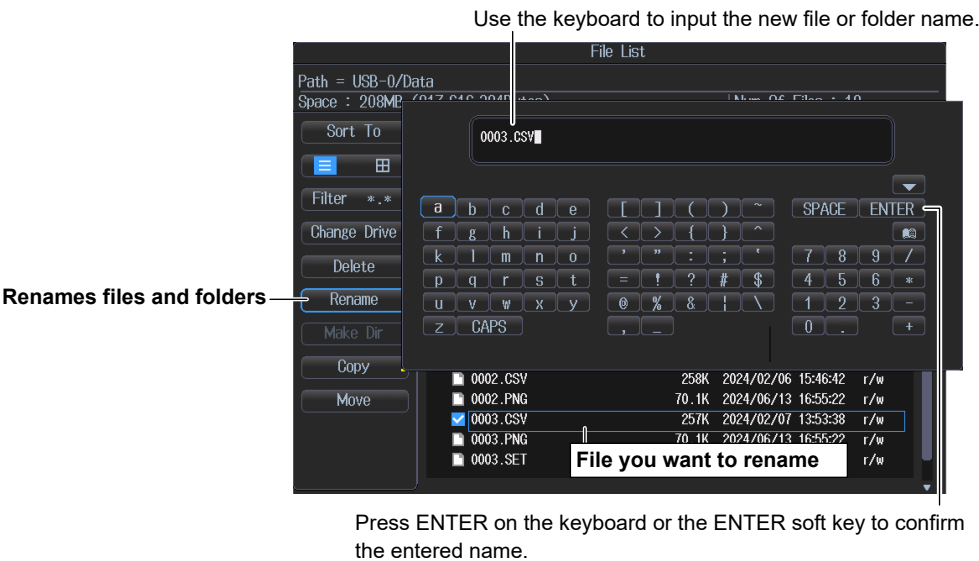 Use the keyboard to input the new file or folder name.
File List
Path = USB-0/Data
Space : 208MB
Sort To
0003.CSV
Filter *.*
Change Drive
Delete
Renames files and folders
Rename
Make Dir
Copy
Move
SPACE ENTER
a b c d e [ ] ( ) ~
f g h i j < > { } ^
k l m n o ' " : ; ‘ 7 8 9 /
p q r s t = ! ? # $ 4 5 6 *
u v w x y @ % & ¦ \ 1 2 3 -
z CAPS , _ 0 . +
0002.CSV 258K 2024/02/06 15:46:42 r/w
0002.PNG 70.1K 2024/06/13 16:55:22 r/w
0003.CSV 257K 2024/02/07 13:53:38 r/w
0003.PNG 70.1K 2024/06/13 16:55:22 r/w
0003.SET r/w
File you want to rename
Press ENTER on the keyboard or the ENTER soft key to confirm
the entered name.